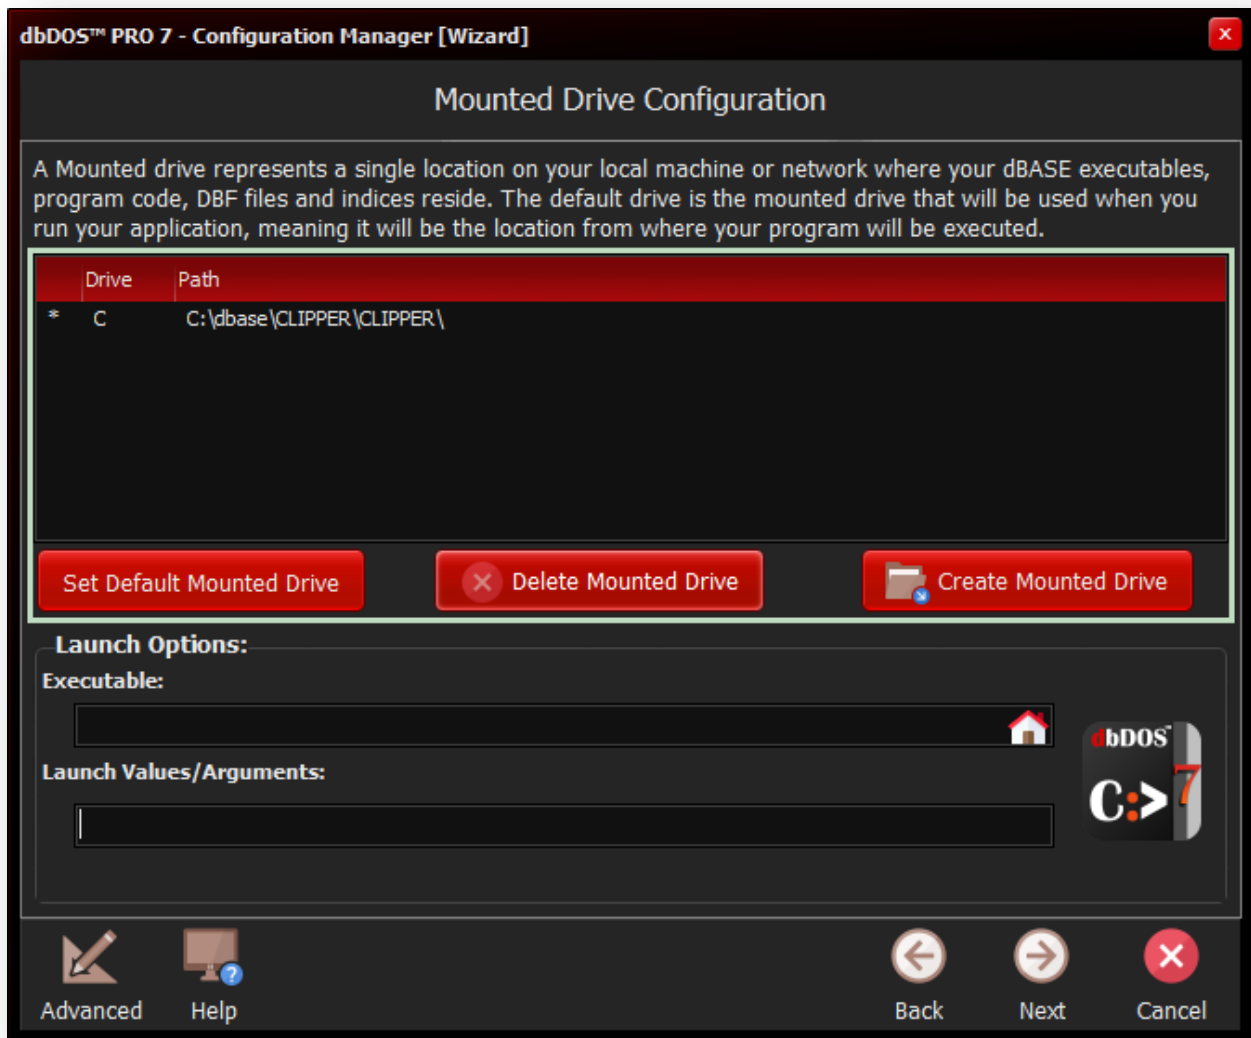 dbDOS™ PRO 7 - Configuration Manager [Wizard]
Mounted Drive Configuration
A Mounted drive represents a single location on your local machine or network where your dBASE executables,
program code, DBF files and indices reside. The default drive is the mounted drive that will be used when you
run your application, meaning it will be the location from where your program will be executed.
Drive Path
* C C:\dbase\CLIPPER\CLIPPER\
Set Default Mounted Drive Delete Mounted Drive Create Mounted Drive
Launch Options:
Executable:
Launch Values/Arguments:
dbDOS™
C:> 7
Advanced Help Back Next Cancel